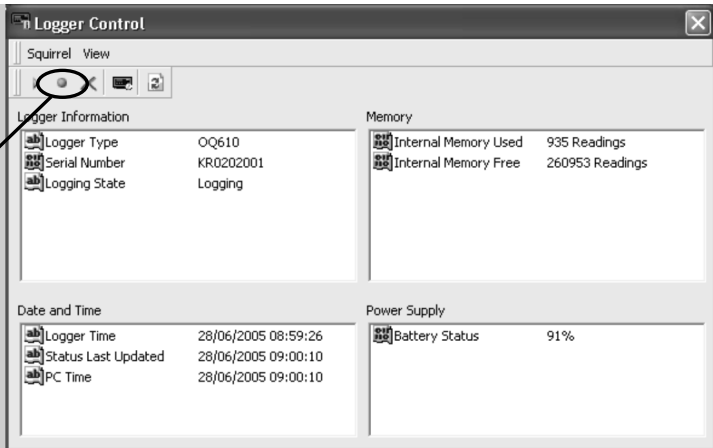 Logger Control
Squirrel View
Logger Information
Logger Type OQ610
Serial Number KR0202001
Logging State Logging
Memory
Internal Memory Used 935 Readings
Internal Memory Free 260953 Readings
Date and Time
Logger Time 28/06/2005 08:59:26
Status Last Updated 28/06/2005 09:00:10
PC Time 28/06/2005 09:00:10
Power Supply
Battery Status 91%